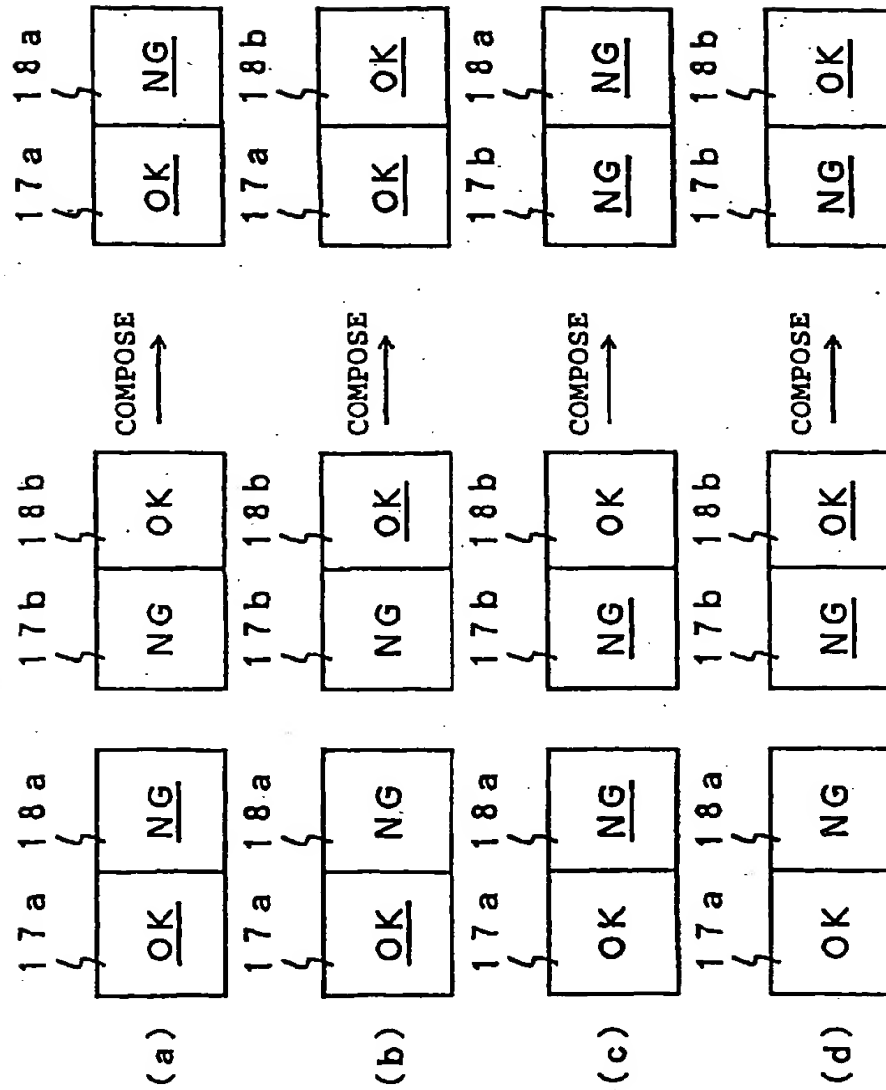 17a 18a 17b 18b 17a 18a
(a) OK NG NG OK COMPOSE OK NG
17a 18a 17b 18b 17a 18b
(b) OK NG NG OK COMPOSE OK OK
17a 18a 17b 18b 17b 18a
(c) OK NG NG OK COMPOSE NG NG
17a 18a 17b 18b 17b 18b
(d) OK NG NG OK COMPOSE NG OK